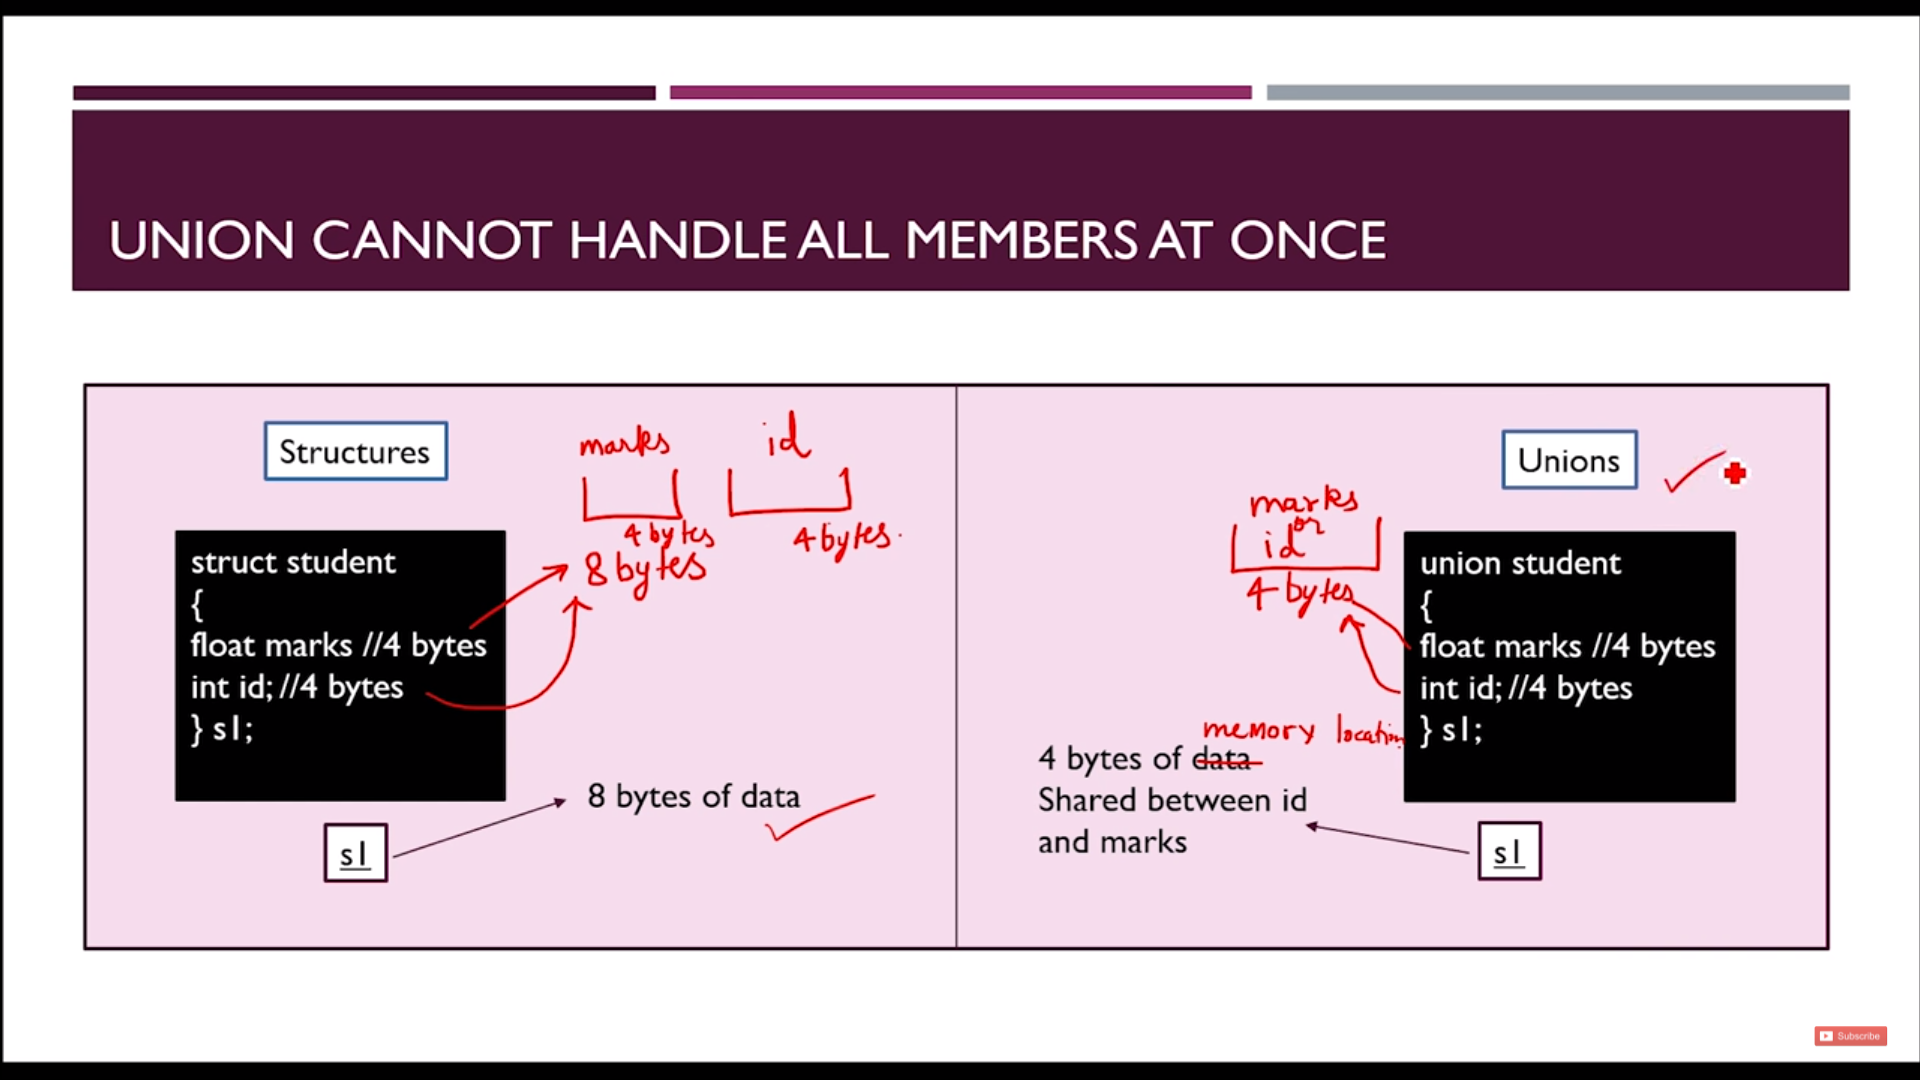 UNION CANNOT HANDLE ALL MEMBERS AT ONCE
Structures
marks
id
4 bytes
4 bytes.
8 bytes
struct student
{
float marks //4 bytes
int id; //4 bytes
} s1;
8 bytes of data
s1
Unions
marks
or
id
4 bytes
union student
{
float marks //4 bytes
int id; //4 bytes
} s1;
memory location
4 bytes of data
Shared between id
and marks
s1
Subscribe